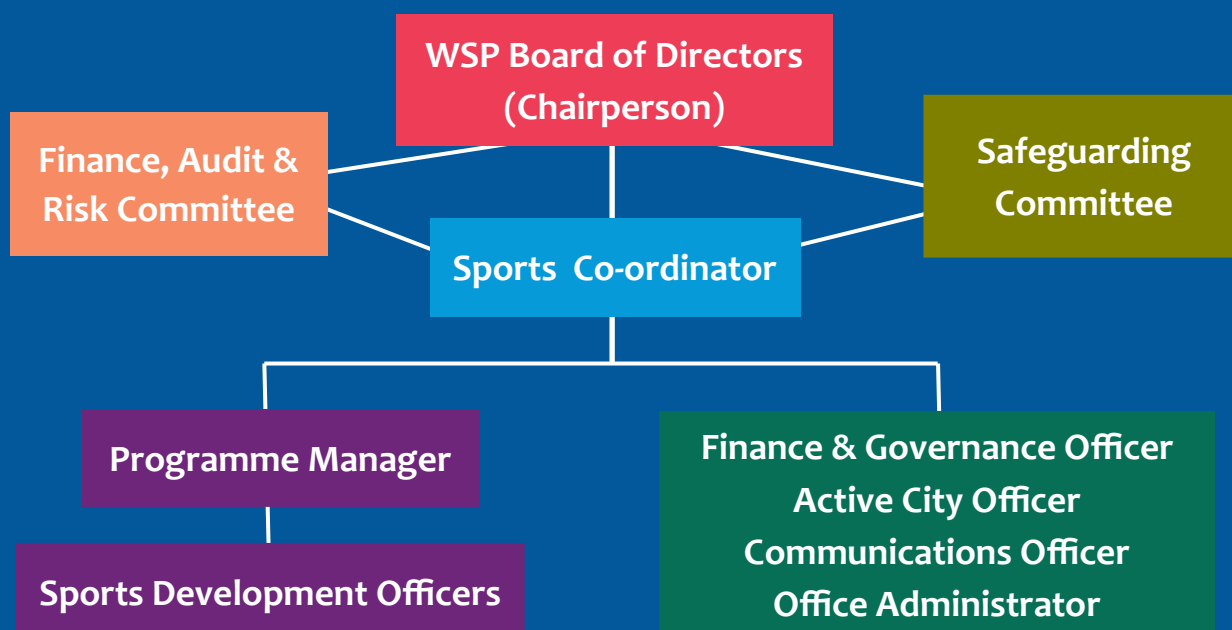 WSP Board of Directors
(Chairperson)
Finance, Audit &
Risk Committee
Safeguarding
Committee
Sports Co-ordinator
Programme Manager
Sports Development Officers
Finance & Governance Officer
Active City Officer
Communications Officer
Office Administrator